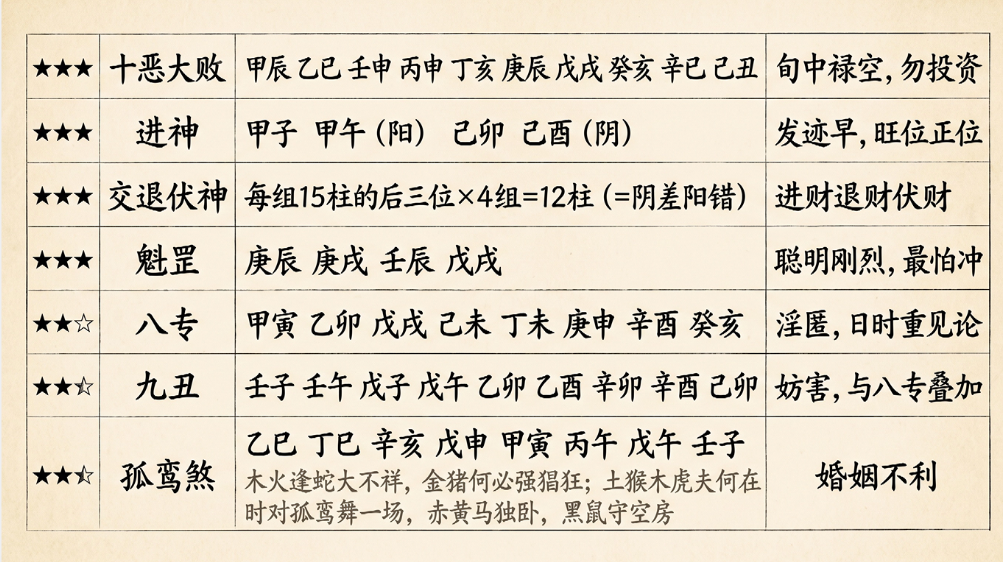 ★★★ 十恶大败 甲辰 乙巳 壬申 丙申 丁亥 庚辰 戊戌 癸亥 辛巳 己丑 旬中禄空, 勿投资
★★★ 进神 甲子 甲午 (阳) 己卯 己酉 (阴) 发迹早, 旺位正位
★★★ 交退伏神 每组15柱的后三位×4组=12柱 (=阴差阳错) 进财退财伏财
★★★ 魁罡 庚辰 庚戌 壬辰 戊戌 聪明刚烈, 最怕冲
★★☆ 八专 甲寅 乙卯 戊戌 己未 丁未 庚申 辛酉 癸亥 淫匿, 日时重见论
★★⯪ 九丑 壬子 壬午 戊子 戊午 乙卯 乙酉 辛卯 辛酉 己卯 妨害, 与八专叠加
★★⯪ 孤鸾煞 乙巳 丁巳 辛亥 戊申 甲寅 丙午 戊午 壬子
木火逢蛇大不祥, 金猪何必强猖狂; 土猴木虎夫何在
时对孤鸾舞一场, 赤黄马独卧, 黑鼠守空房
婚姻不利